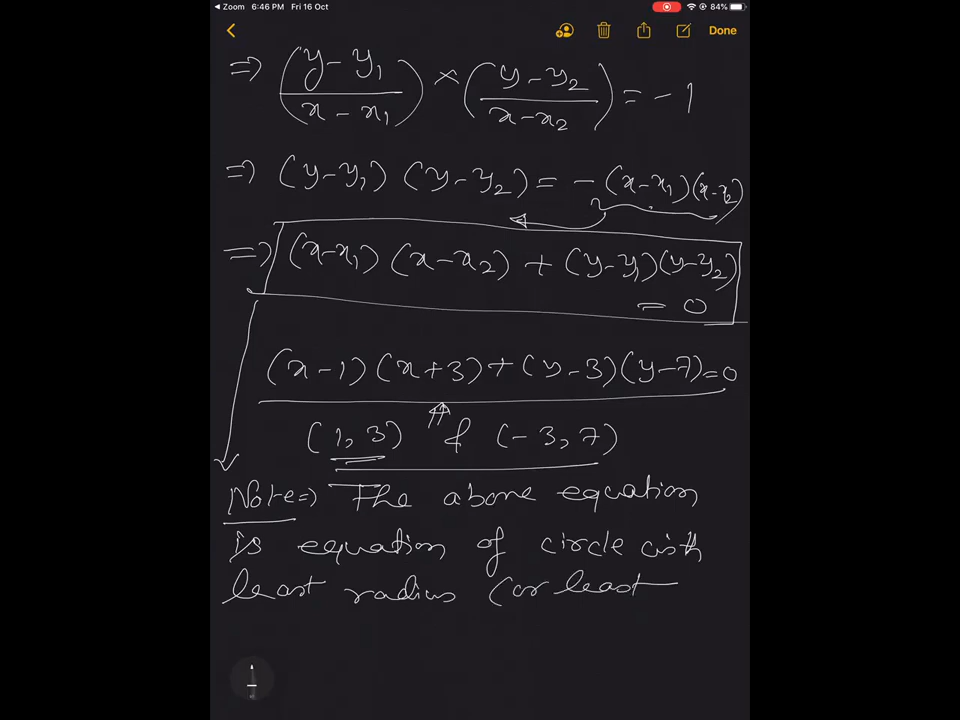 Zoom 6:46 PM Fri 16 Oct 84%
Done
⇒ (y - y₁ / x - x₁) × (y - y₂ / x - x₂) = -1
⇒ (y-y₁) (y-y₂) = -(x-x₁)(x-x₂)
⇒ (x-x₁) (x-x₂) + (y-y₁)(y-y₂)
= 0
(x-1) (x+3) + (y-3)(y-7)=0
(1, 3) & (-3, 7)
Note ⇒ The above equation
is equation of circle with
least radius (or least